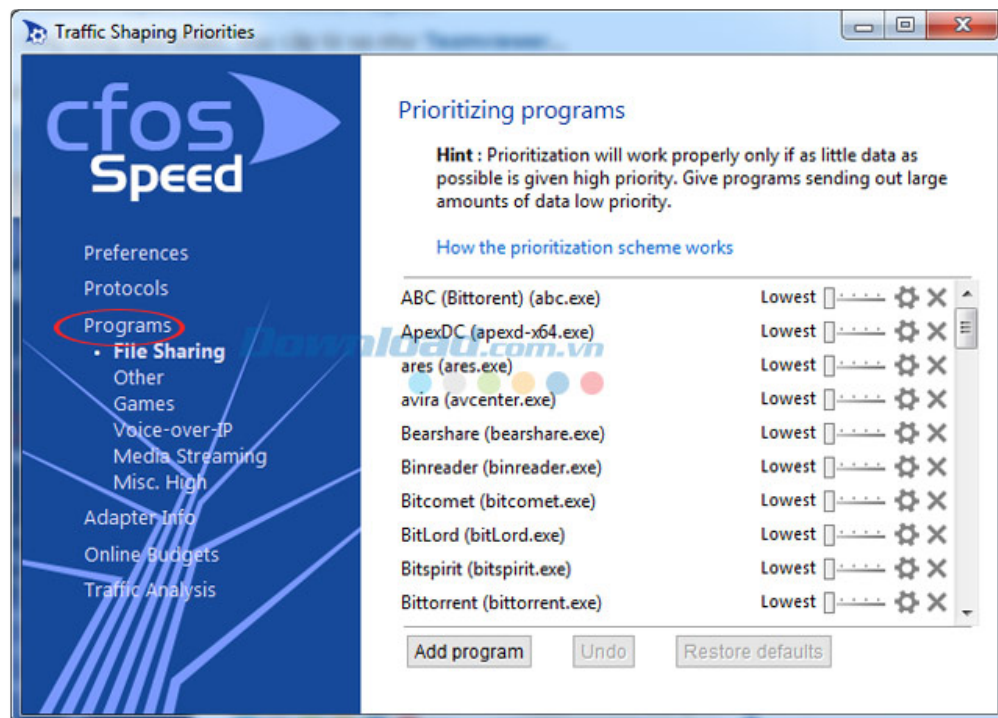 Traffic Shaping Priorities
Teamviewer...
cfos
Speed
Preferences
Protocols
Programs
• File Sharing
Other
Games
Voice-over-IP
Media Streaming
Misc. High
Adapter Info
Online Budgets
Traffic Analysis
Prioritizing programs
Hint : Prioritization will work properly only if as little data as
possible is given high priority. Give programs sending out large
amounts of data low priority.
How the prioritization scheme works
ABC (Bittorent) (abc.exe) Lowest
ApexDC (apexd-x64.exe) Lowest
ares (ares.exe) Lowest
avira (avcenter.exe) Lowest
Bearshare (bearshare.exe) Lowest
Binreader (binreader.exe) Lowest
Bitcomet (bitcomet.exe) Lowest
BitLord (bitLord.exe) Lowest
Bitspirit (bitspirit.exe) Lowest
Bittorrent (bittorrent.exe) Lowest
Download.com.vn
Add program Undo Restore defaults